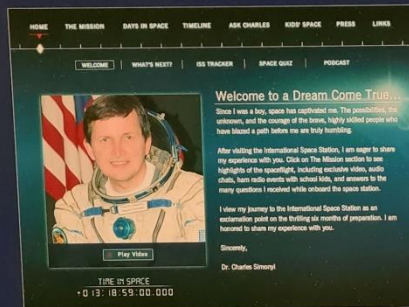 HOME THE MISSION DAYS IN SPACE TIMELINE ASK CHARLES KIDS' SPACE PRESS LINKS
WELCOME WHAT'S NEXT? ISS TRACKER SPACE QUIZ PODCAST
Welcome to a Dream Come True...
Since I was a boy, space has captivated me. The possibilities, the
unknown, and the courage of the brave, highly skilled people who
have blazed a path before me are truly humbling.
After visiting the International Space Station, I am eager to share
my experience with you. Click on The Mission section to see
highlights of the spaceflight, including exclusive video, audio
chats, ham radio events with school kids, and answers to the
many questions I received while onboard the space station.
I view my journey to the International Space Station as an
exclamation point on the thrilling six months of preparation. I am
honored to share my experience with you.
Sincerely,
Dr. Charles Simonyi
Play Video
TIME IN SPACE
+013:18:59:00.000